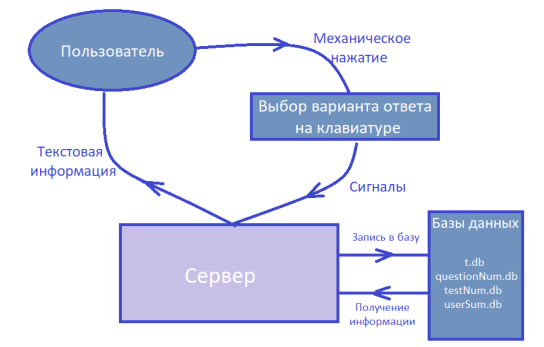 Пользователь
Механическое
нажатие
Выбор варианта ответа
на клавиатуре
Текстовая
информация
Сигналы
Сервер
Запись в базу
Получение
информации
Базы данных
t.db
questionNum.db
testNum.db
userSum.db